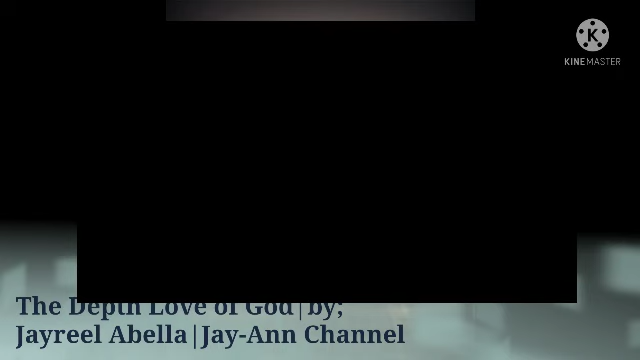 KINEMASTER
The Depth Love of God|by;
Jayreel Abella|Jay-Ann Channel